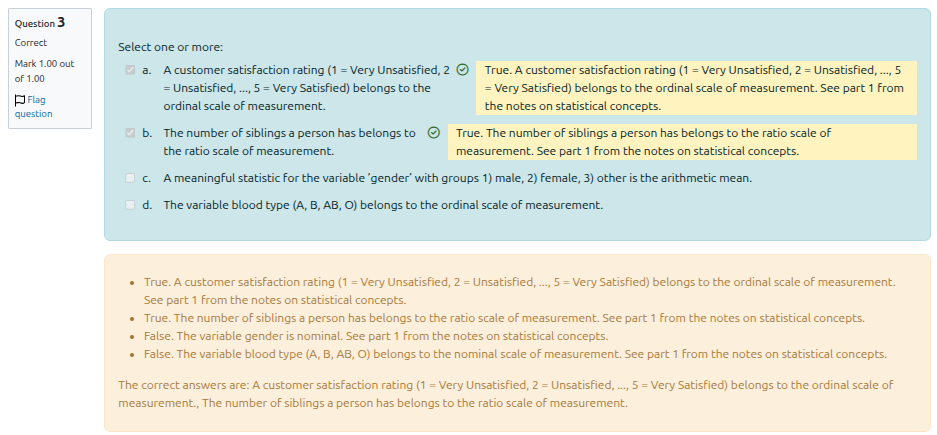 Question 3
Correct
Mark 1.00 out
of 1.00
Flag
question
Select one or more:
a. A customer satisfaction rating (1 = Very Unsatisfied, 2
= Unsatisfied, ..., 5 = Very Satisfied) belongs to the
ordinal scale of measurement.
True. A customer satisfaction rating (1 = Very Unsatisfied, 2 = Unsatisfied, ..., 5
= Very Satisfied) belongs to the ordinal scale of measurement. See part 1 from
the notes on statistical concepts.
b. The number of siblings a person has belongs to
the ratio scale of measurement.
True. The number of siblings a person has belongs to the ratio scale of
measurement. See part 1 from the notes on statistical concepts.
c. A meaningful statistic for the variable 'gender' with groups 1) male, 2) female, 3) other is the arithmetic mean.
d. The variable blood type (A, B, AB, O) belongs to the ordinal scale of measurement.
• True. A customer satisfaction rating (1 = Very Unsatisfied, 2 = Unsatisfied, ..., 5 = Very Satisfied) belongs to the ordinal scale of measurement.
See part 1 from the notes on statistical concepts.
• True. The number of siblings a person has belongs to the ratio scale of measurement. See part 1 from the notes on statistical concepts.
• False. The variable gender is nominal. See part 1 from the notes on statistical concepts.
• False. The variable blood type (A, B, AB, O) belongs to the nominal scale of measurement. See part 1 from the notes on statistical concepts.
The correct answers are: A customer satisfaction rating (1 = Very Unsatisfied, 2 = Unsatisfied, ..., 5 = Very Satisfied) belongs to the ordinal scale of
measurement., The number of siblings a person has belongs to the ratio scale of measurement.